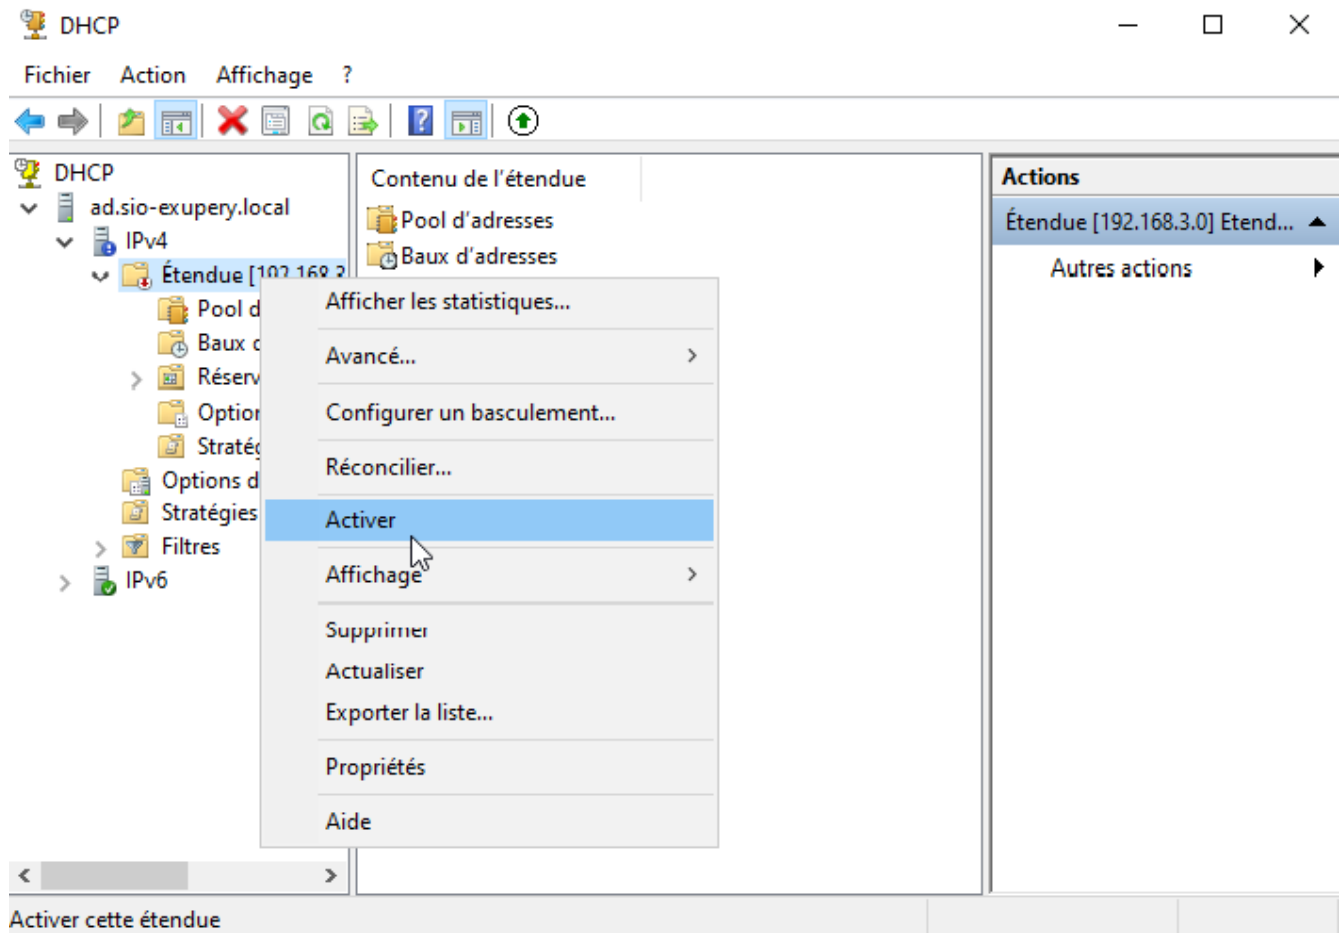 DHCP
Fichier Action Affichage ?
DHCP
ad.sio-exupery.local
IPv4
Étendue [192.168.3
Pool d
Baux d
Réserv
Option
Stratég
Options d
Stratégies
Filtres
IPv6
Contenu de l'étendue
Pool d'adresses
Baux d'adresses
Afficher les statistiques...
Avancé...
Configurer un basculement...
Réconcilier...
Activer
Affichage
Supprimer
Actualiser
Exporter la liste...
Propriétés
Aide
Actions
Étendue [192.168.3.0] Etend...
Autres actions
Activer cette étendue